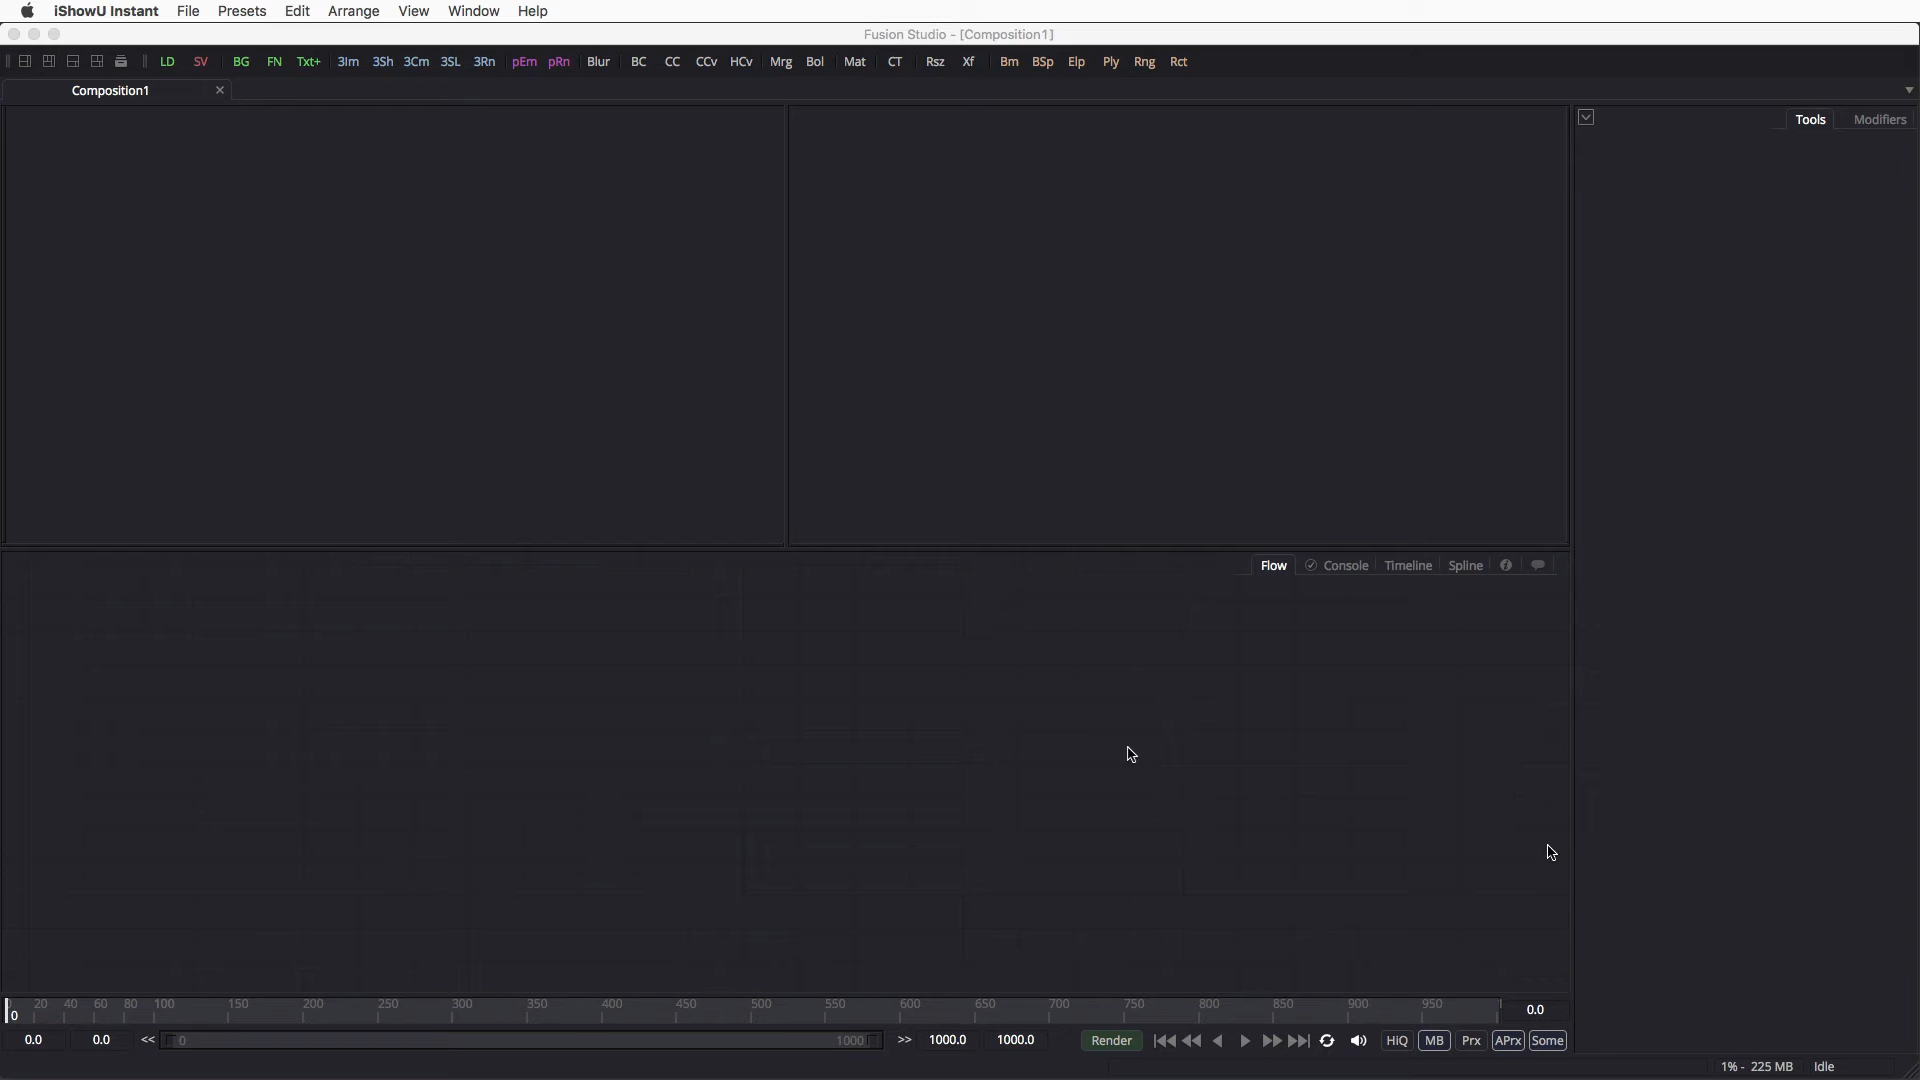 iShowU Instant File Presets Edit Arrange View Window Help
Fusion Studio - [Composition1]
LD SV BG FN Txt+ 3Im 3Sh 3Cm 3SL 3Rn pEm pRn Blur BC CC CCv HCv Mrg Bol Mat CT Rsz Xf Bm BSp Elp Ply Rng Rct
Composition1
Tools Modifiers
Flow Console Timeline Spline
20 40 60 80 100 150 200 250 300 350 400 450 500 550 600 650 700 750 800 850 900 950 0.0
0
0.0 0.0 << 0 1000 >> 1000.0 1000.0 Render HiQ MB Prx APrx Some
1% - 225 MB Idle